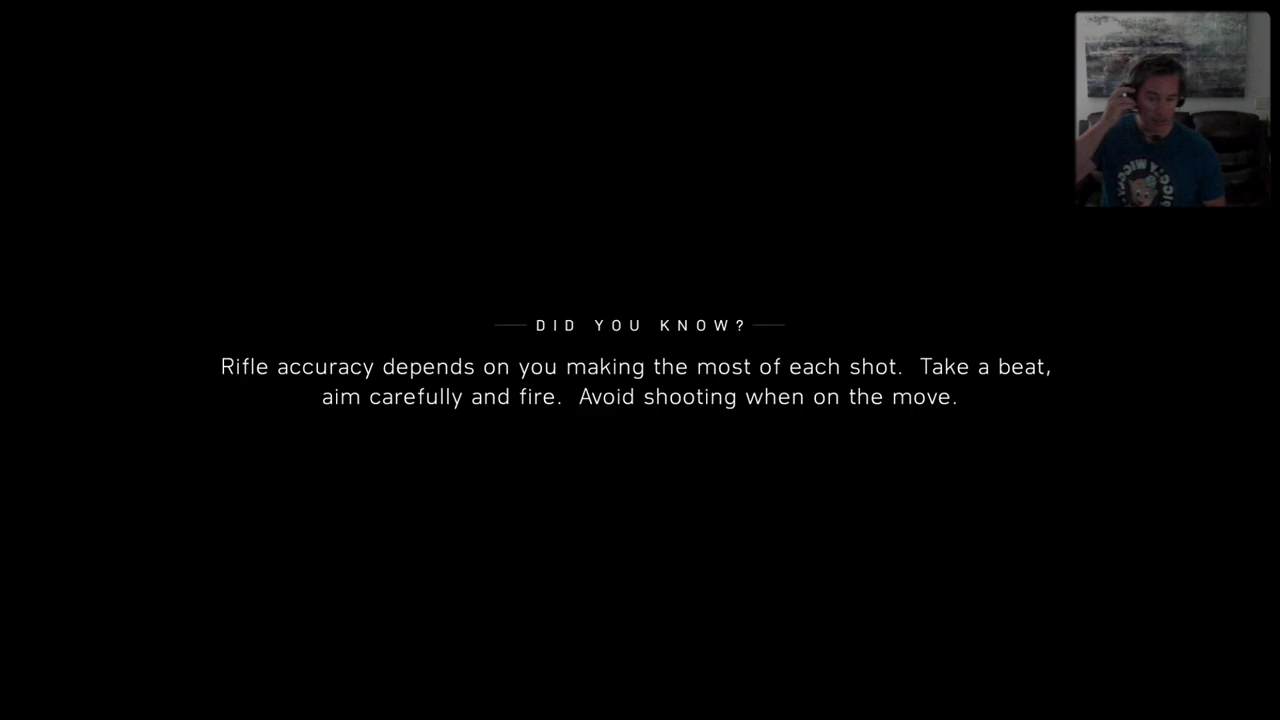 DID YOU KNOW?
Rifle accuracy depends on you making the most of each shot.  Take a beat,
aim carefully and fire.  Avoid shooting when on the move.